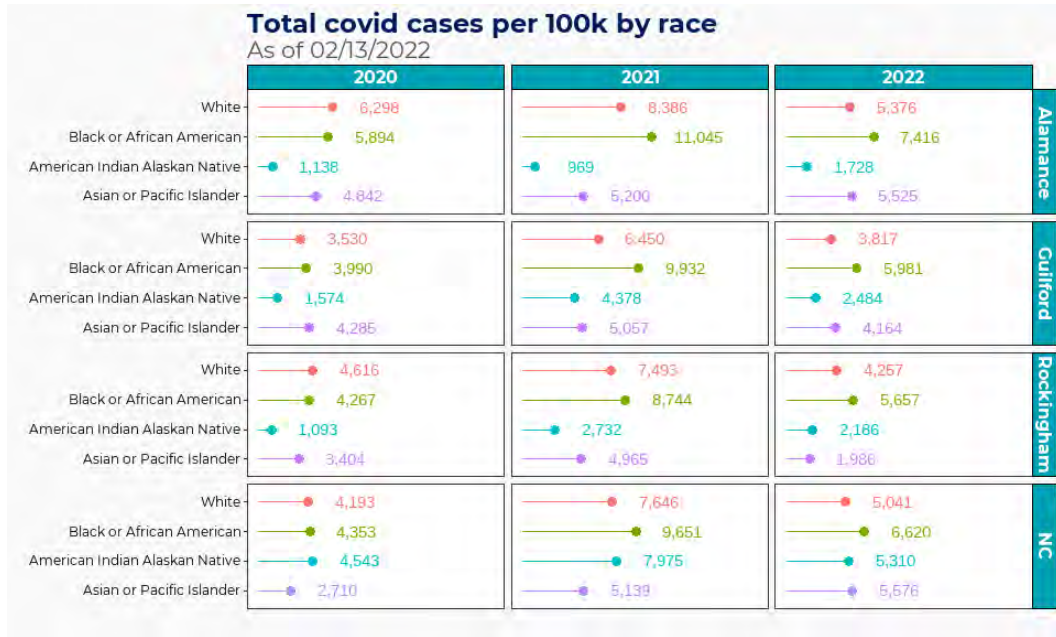 Total covid cases per 100k by race
As of 02/13/2022
2020 2021 2022
White 6,298 8,386 5,376
Black or African American 5,894 11,045 7,416
American Indian Alaskan Native 1,138 969 1,728
Asian or Pacific Islander 4,842 5,200 5,525
Alamance
White 3,530 6,450 3,817
Black or African American 3,990 9,932 5,981
American Indian Alaskan Native 1,574 4,378 2,484
Asian or Pacific Islander 4,285 5,057 4,164
Guilford
White 4,616 7,493 4,257
Black or African American 4,267 8,744 5,657
American Indian Alaskan Native 1,093 2,732 2,186
Asian or Pacific Islander 3,404 4,965 1,986
Rockingham
White 4,193 7,646 5,041
Black or African American 4,353 9,651 6,620
American Indian Alaskan Native 4,543 7,975 5,310
Asian or Pacific Islander 2,710 5,139 5,576
NC